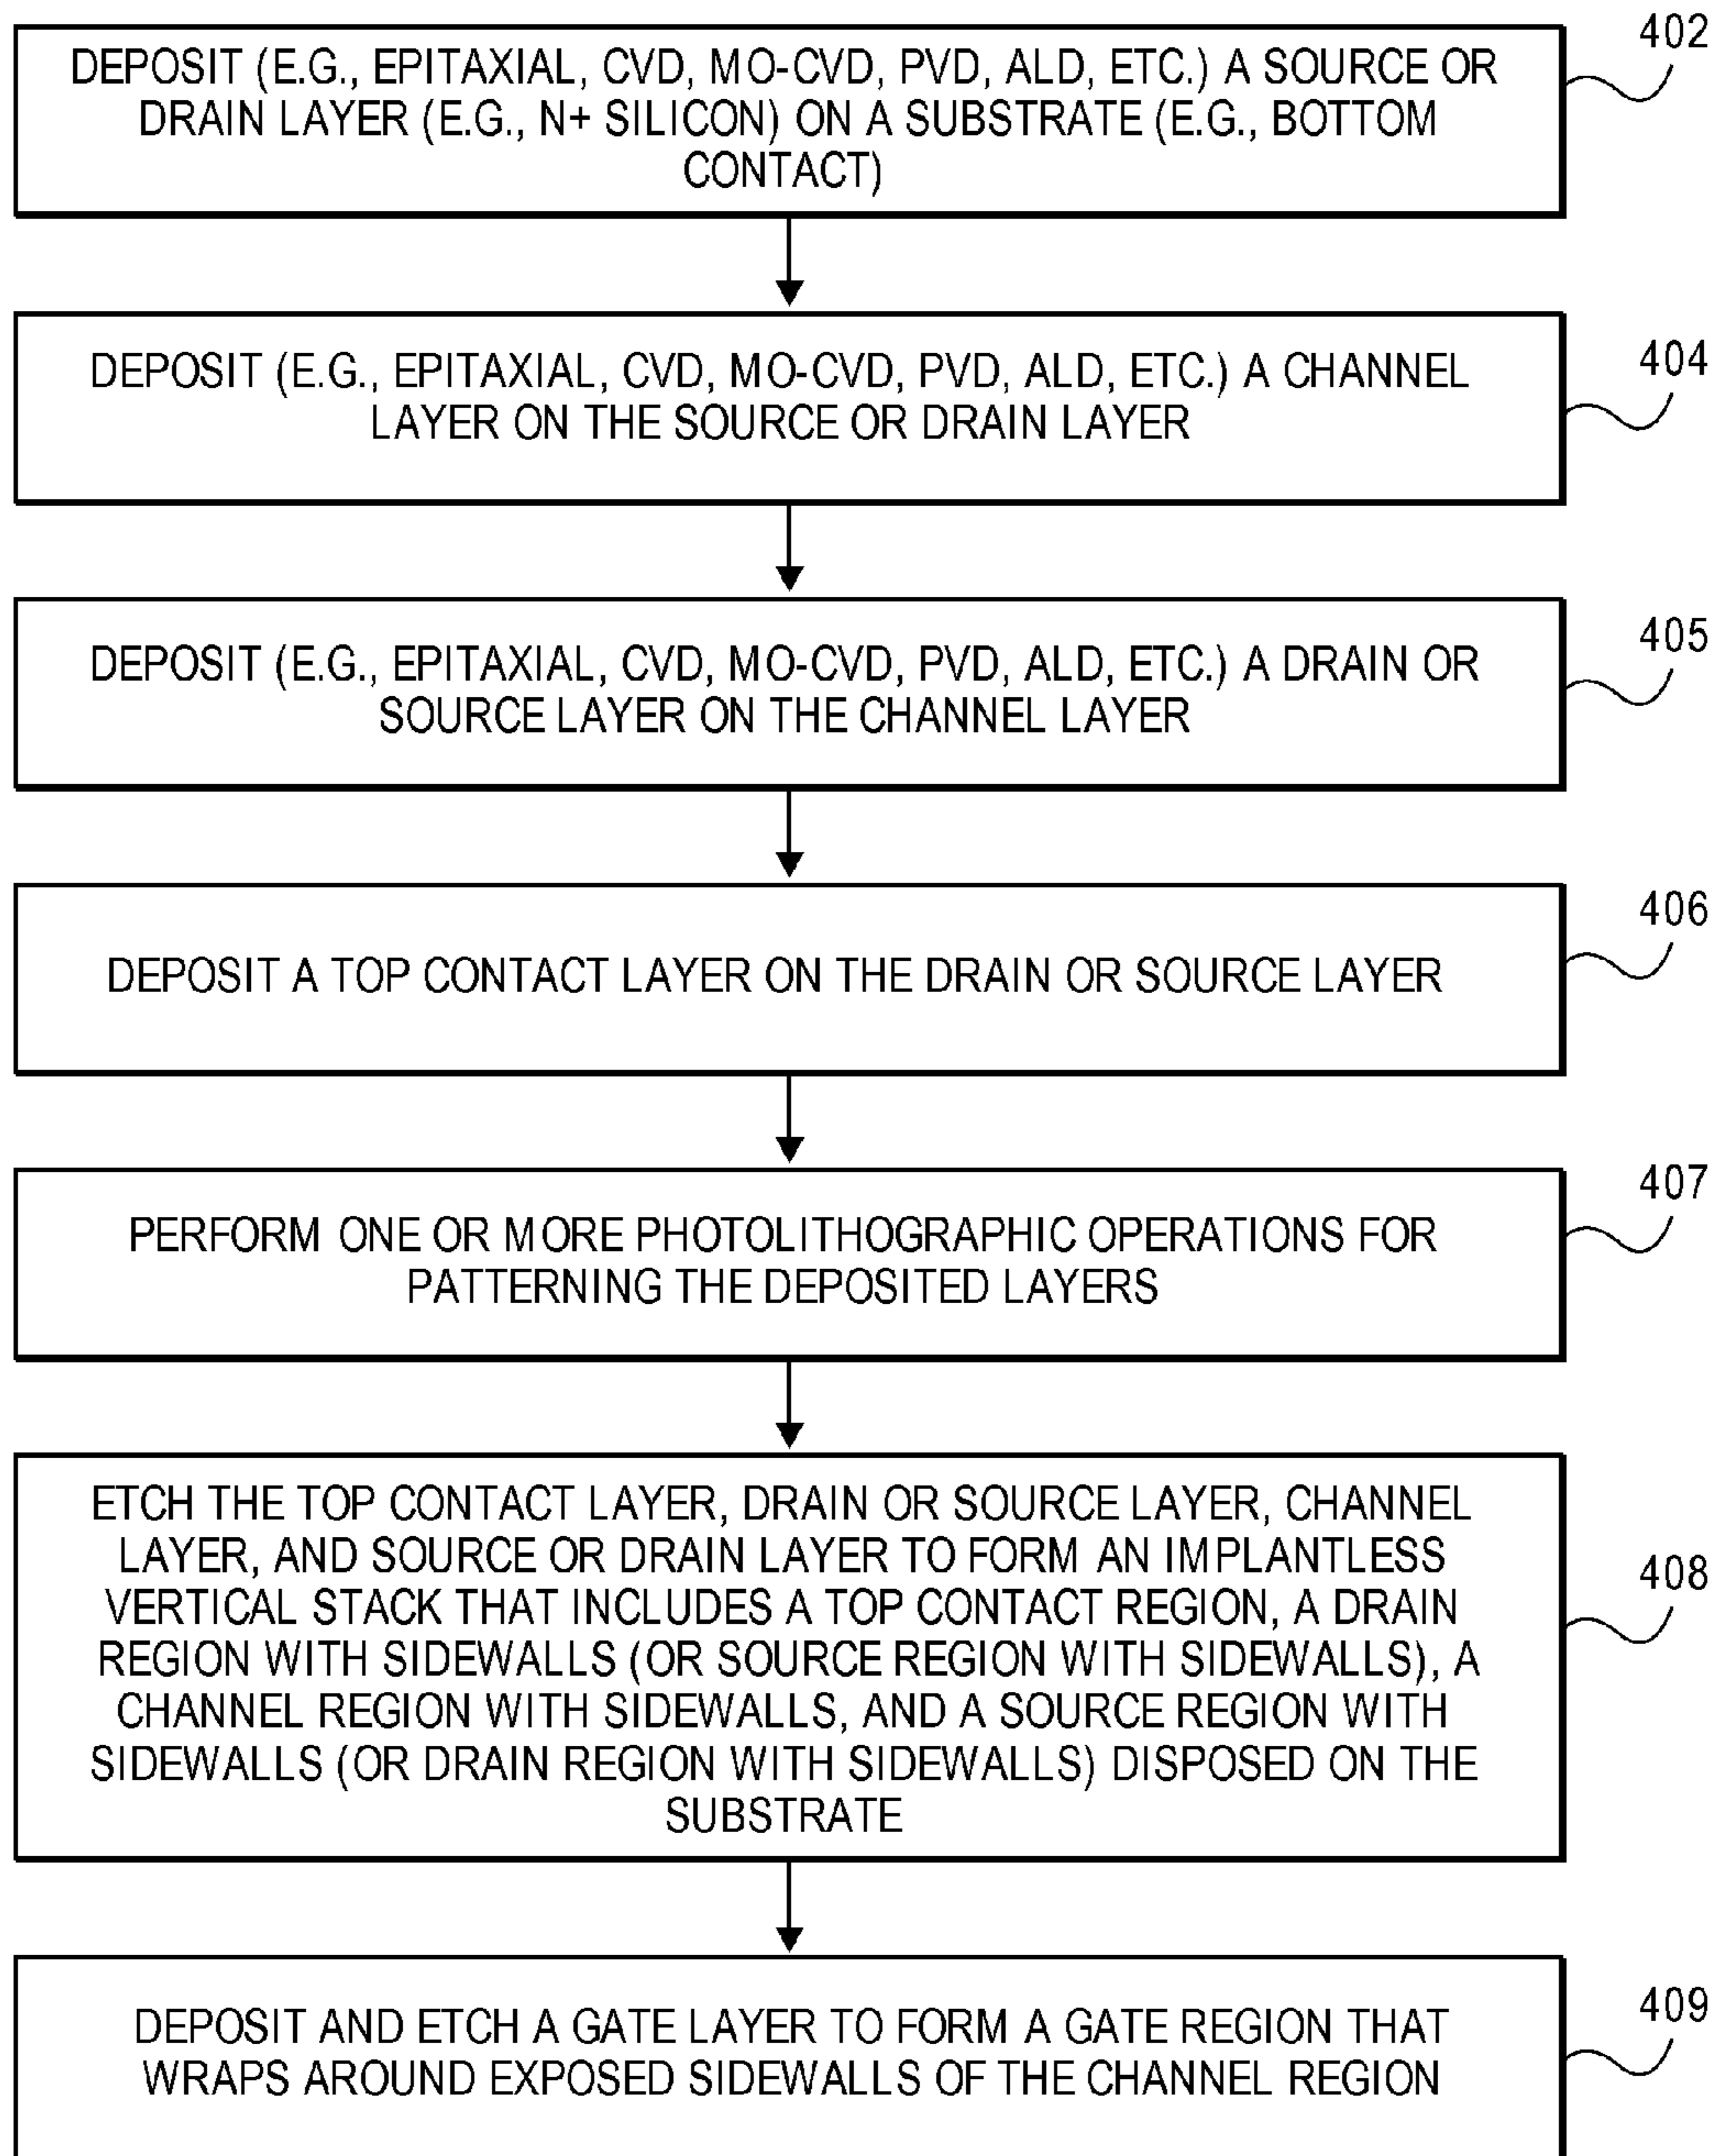 402
DEPOSIT (E.G., EPITAXIAL, CVD, MO-CVD, PVD, ALD, ETC.) A SOURCE OR
DRAIN LAYER (E.G., N+ SILICON) ON A SUBSTRATE (E.G., BOTTOM
CONTACT)
404
DEPOSIT (E.G., EPITAXIAL, CVD, MO-CVD, PVD, ALD, ETC.) A CHANNEL
LAYER ON THE SOURCE OR DRAIN LAYER
405
DEPOSIT (E.G., EPITAXIAL, CVD, MO-CVD, PVD, ALD, ETC.) A DRAIN OR
SOURCE LAYER ON THE CHANNEL LAYER
406
DEPOSIT A TOP CONTACT LAYER ON THE DRAIN OR SOURCE LAYER
407
PERFORM ONE OR MORE PHOTOLITHOGRAPHIC OPERATIONS FOR
PATTERNING THE DEPOSITED LAYERS
408
ETCH THE TOP CONTACT LAYER, DRAIN OR SOURCE LAYER, CHANNEL
LAYER, AND SOURCE OR DRAIN LAYER TO FORM AN IMPLANTLESS
VERTICAL STACK THAT INCLUDES A TOP CONTACT REGION, A DRAIN
REGION WITH SIDEWALLS (OR SOURCE REGION WITH SIDEWALLS), A
CHANNEL REGION WITH SIDEWALLS, AND A SOURCE REGION WITH
SIDEWALLS (OR DRAIN REGION WITH SIDEWALLS) DISPOSED ON THE
SUBSTRATE
409
DEPOSIT AND ETCH A GATE LAYER TO FORM A GATE REGION THAT
WRAPS AROUND EXPOSED SIDEWALLS OF THE CHANNEL REGION